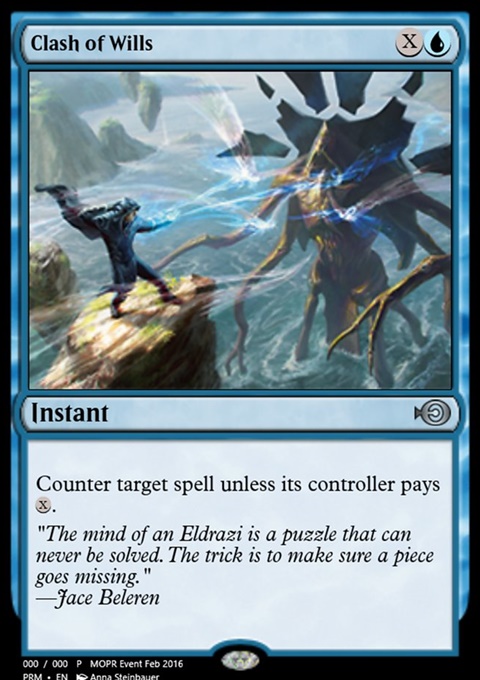 Clash of Wills X
Instant
Counter target spell unless its controller pays
X.
"The mind of an Eldrazi is a puzzle that can
never be solved. The trick is to make sure a piece
goes missing."
—Jace Beleren
000 / 000 P MOPR Event Feb 2016
PRM • EN Anna Steinbauer